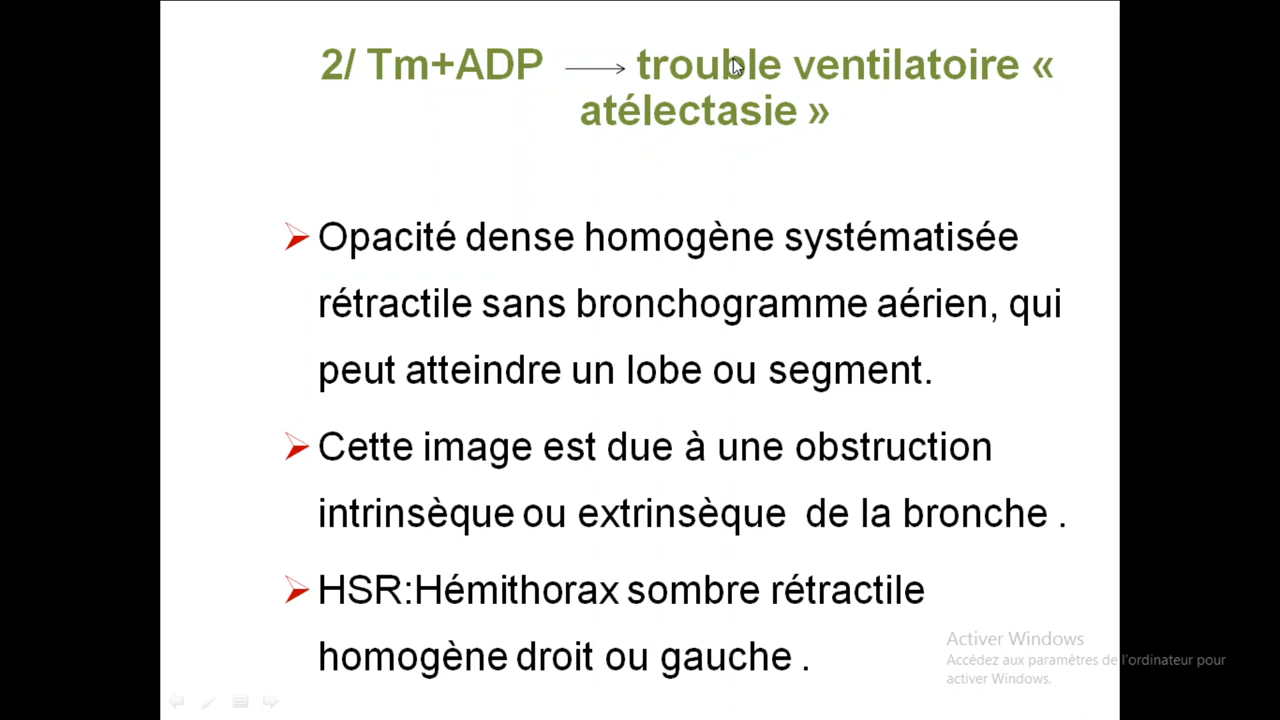 2/ Tm+ADP → trouble ventilatoire «
atélectasie »
Opacité dense homogène systématisée
rétractile sans bronchogramme aérien, qui
peut atteindre un lobe ou segment.
Cette image est due à une obstruction
intrinsèque ou extrinsèque de la bronche .
HSR:Hémithorax sombre rétractile
homogène droit ou gauche .
Activer Windows
Accédez aux paramètres de l'ordinateur pour
activer Windows.